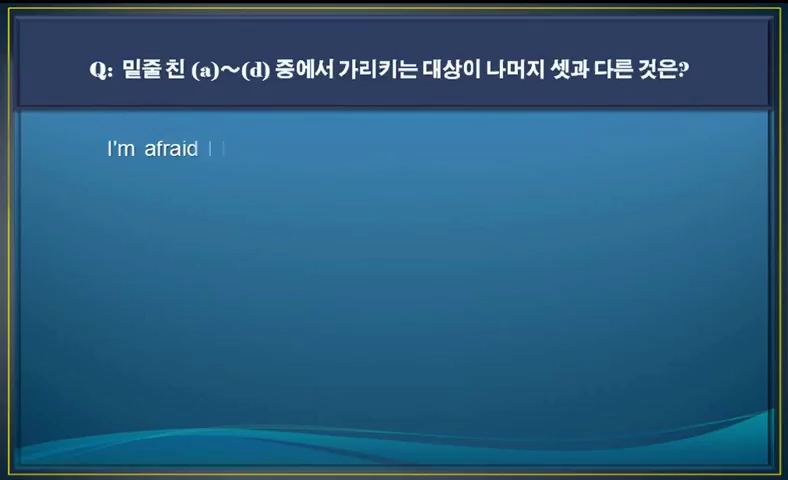 Q: 밑줄 친 (a)~(d) 중에서 가리키는 대상이 나머지 셋과 다른 것은?
I'm afraid